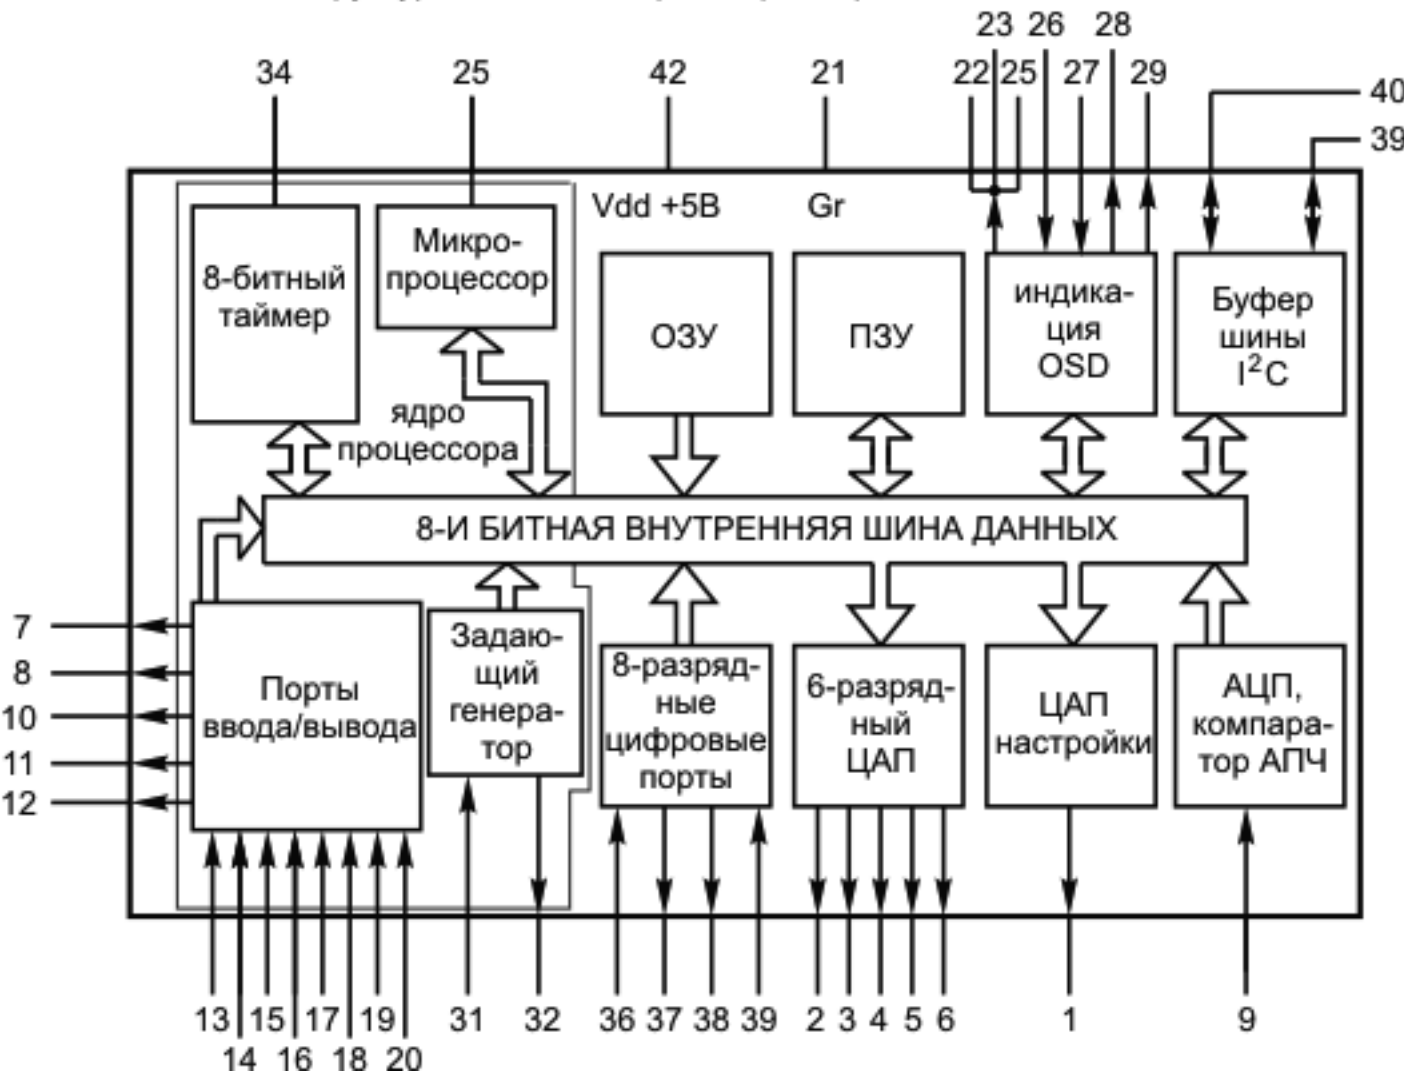 23 26 28
34 25 42 21 22 25 27 29
40
39
Vdd +5В Gr
8-битный
таймер
Микро-
процессор
ОЗУ
ПЗУ
индика-
ция
OSD
Буфер
шины
I²C
ядро
процессора
8-И БИТНАЯ ВНУТРЕННЯЯ ШИНА ДАННЫХ
7
8
10
11
12
Порты
ввода/вывода
Задаю-
щий
генера-
тор
8-разряд-
ные
цифровые
порты
6-разряд-
ный
ЦАП
ЦАП
настройки
АЦП,
компара-
тор АПЧ
13 15 17 19 31 32 36 37 38 39 2 3 4 5 6 1 9
14 16 18 20